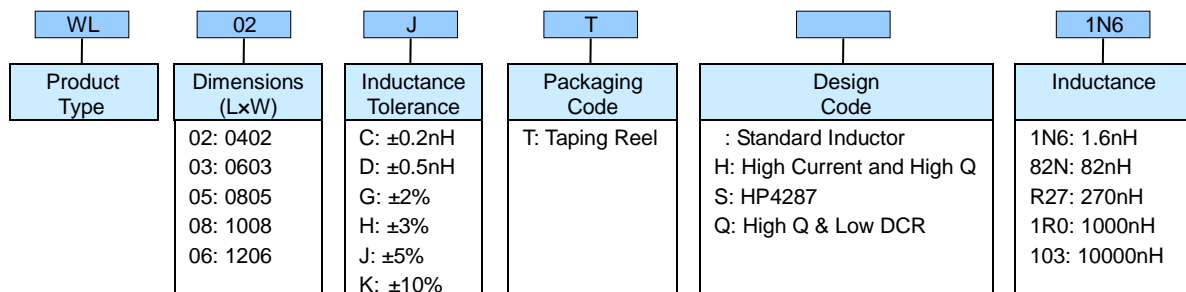 WL 02 J T 1N6
Product
Type
Dimensions
(L×W)
Inductance
Tolerance
Packaging
Code
Design
Code
Inductance
02: 0402
03: 0603
05: 0805
08: 1008
06: 1206
C: ±0.2nH
D: ±0.5nH
G: ±2%
H: ±3%
J: ±5%
K: ±10%
T: Taping Reel
: Standard Inductor
H: High Current and High Q
S: HP4287
Q: High Q & Low DCR
1N6: 1.6nH
82N: 82nH
R27: 270nH
1R0: 1000nH
103: 10000nH